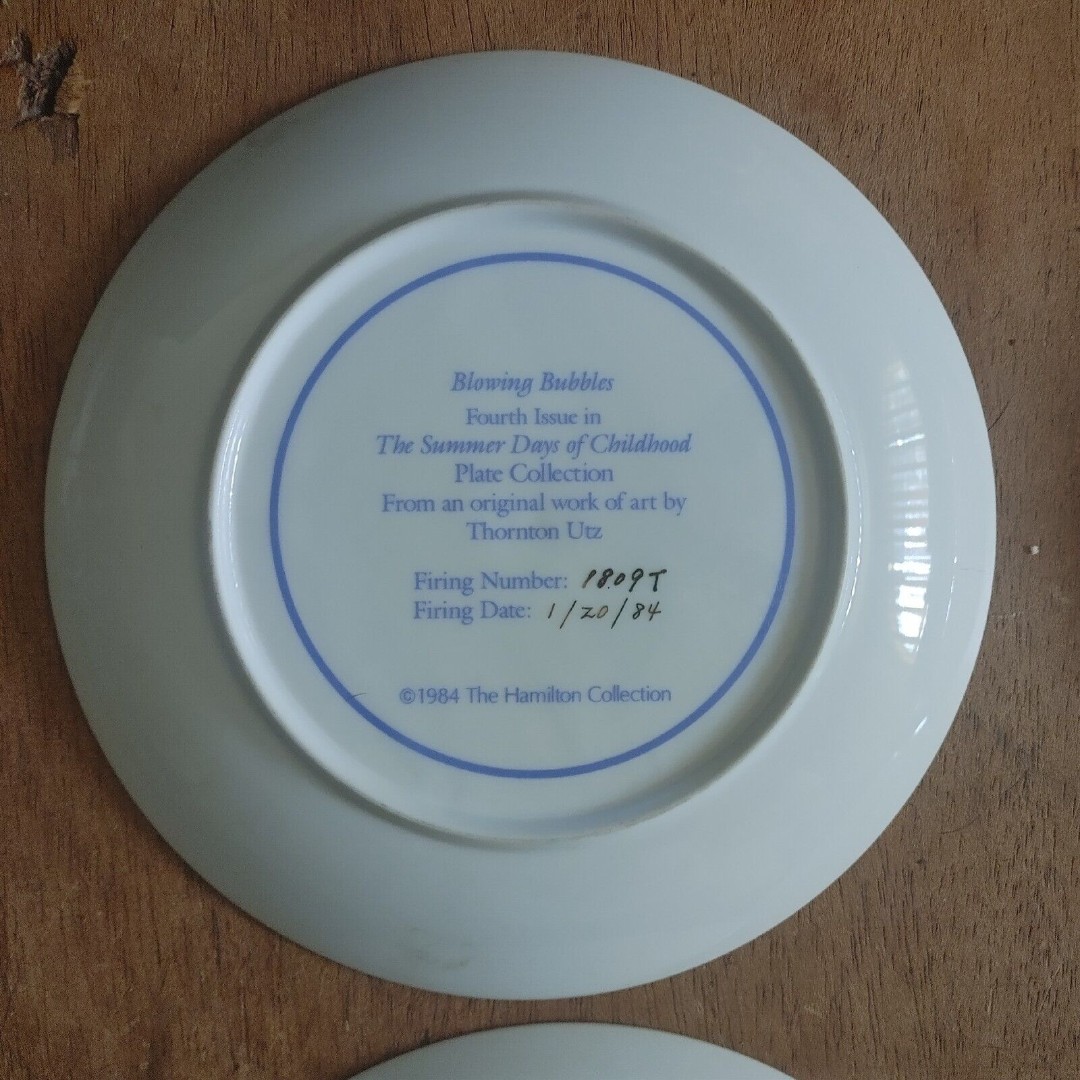 Blowing Bubbles
Fourth Issue in
The Summer Days of Childhood
Plate Collection
From an original work of art by
Thornton Utz
Firing Number: 1809T
Firing Date: 1/20/84
©1984 The Hamilton Collection